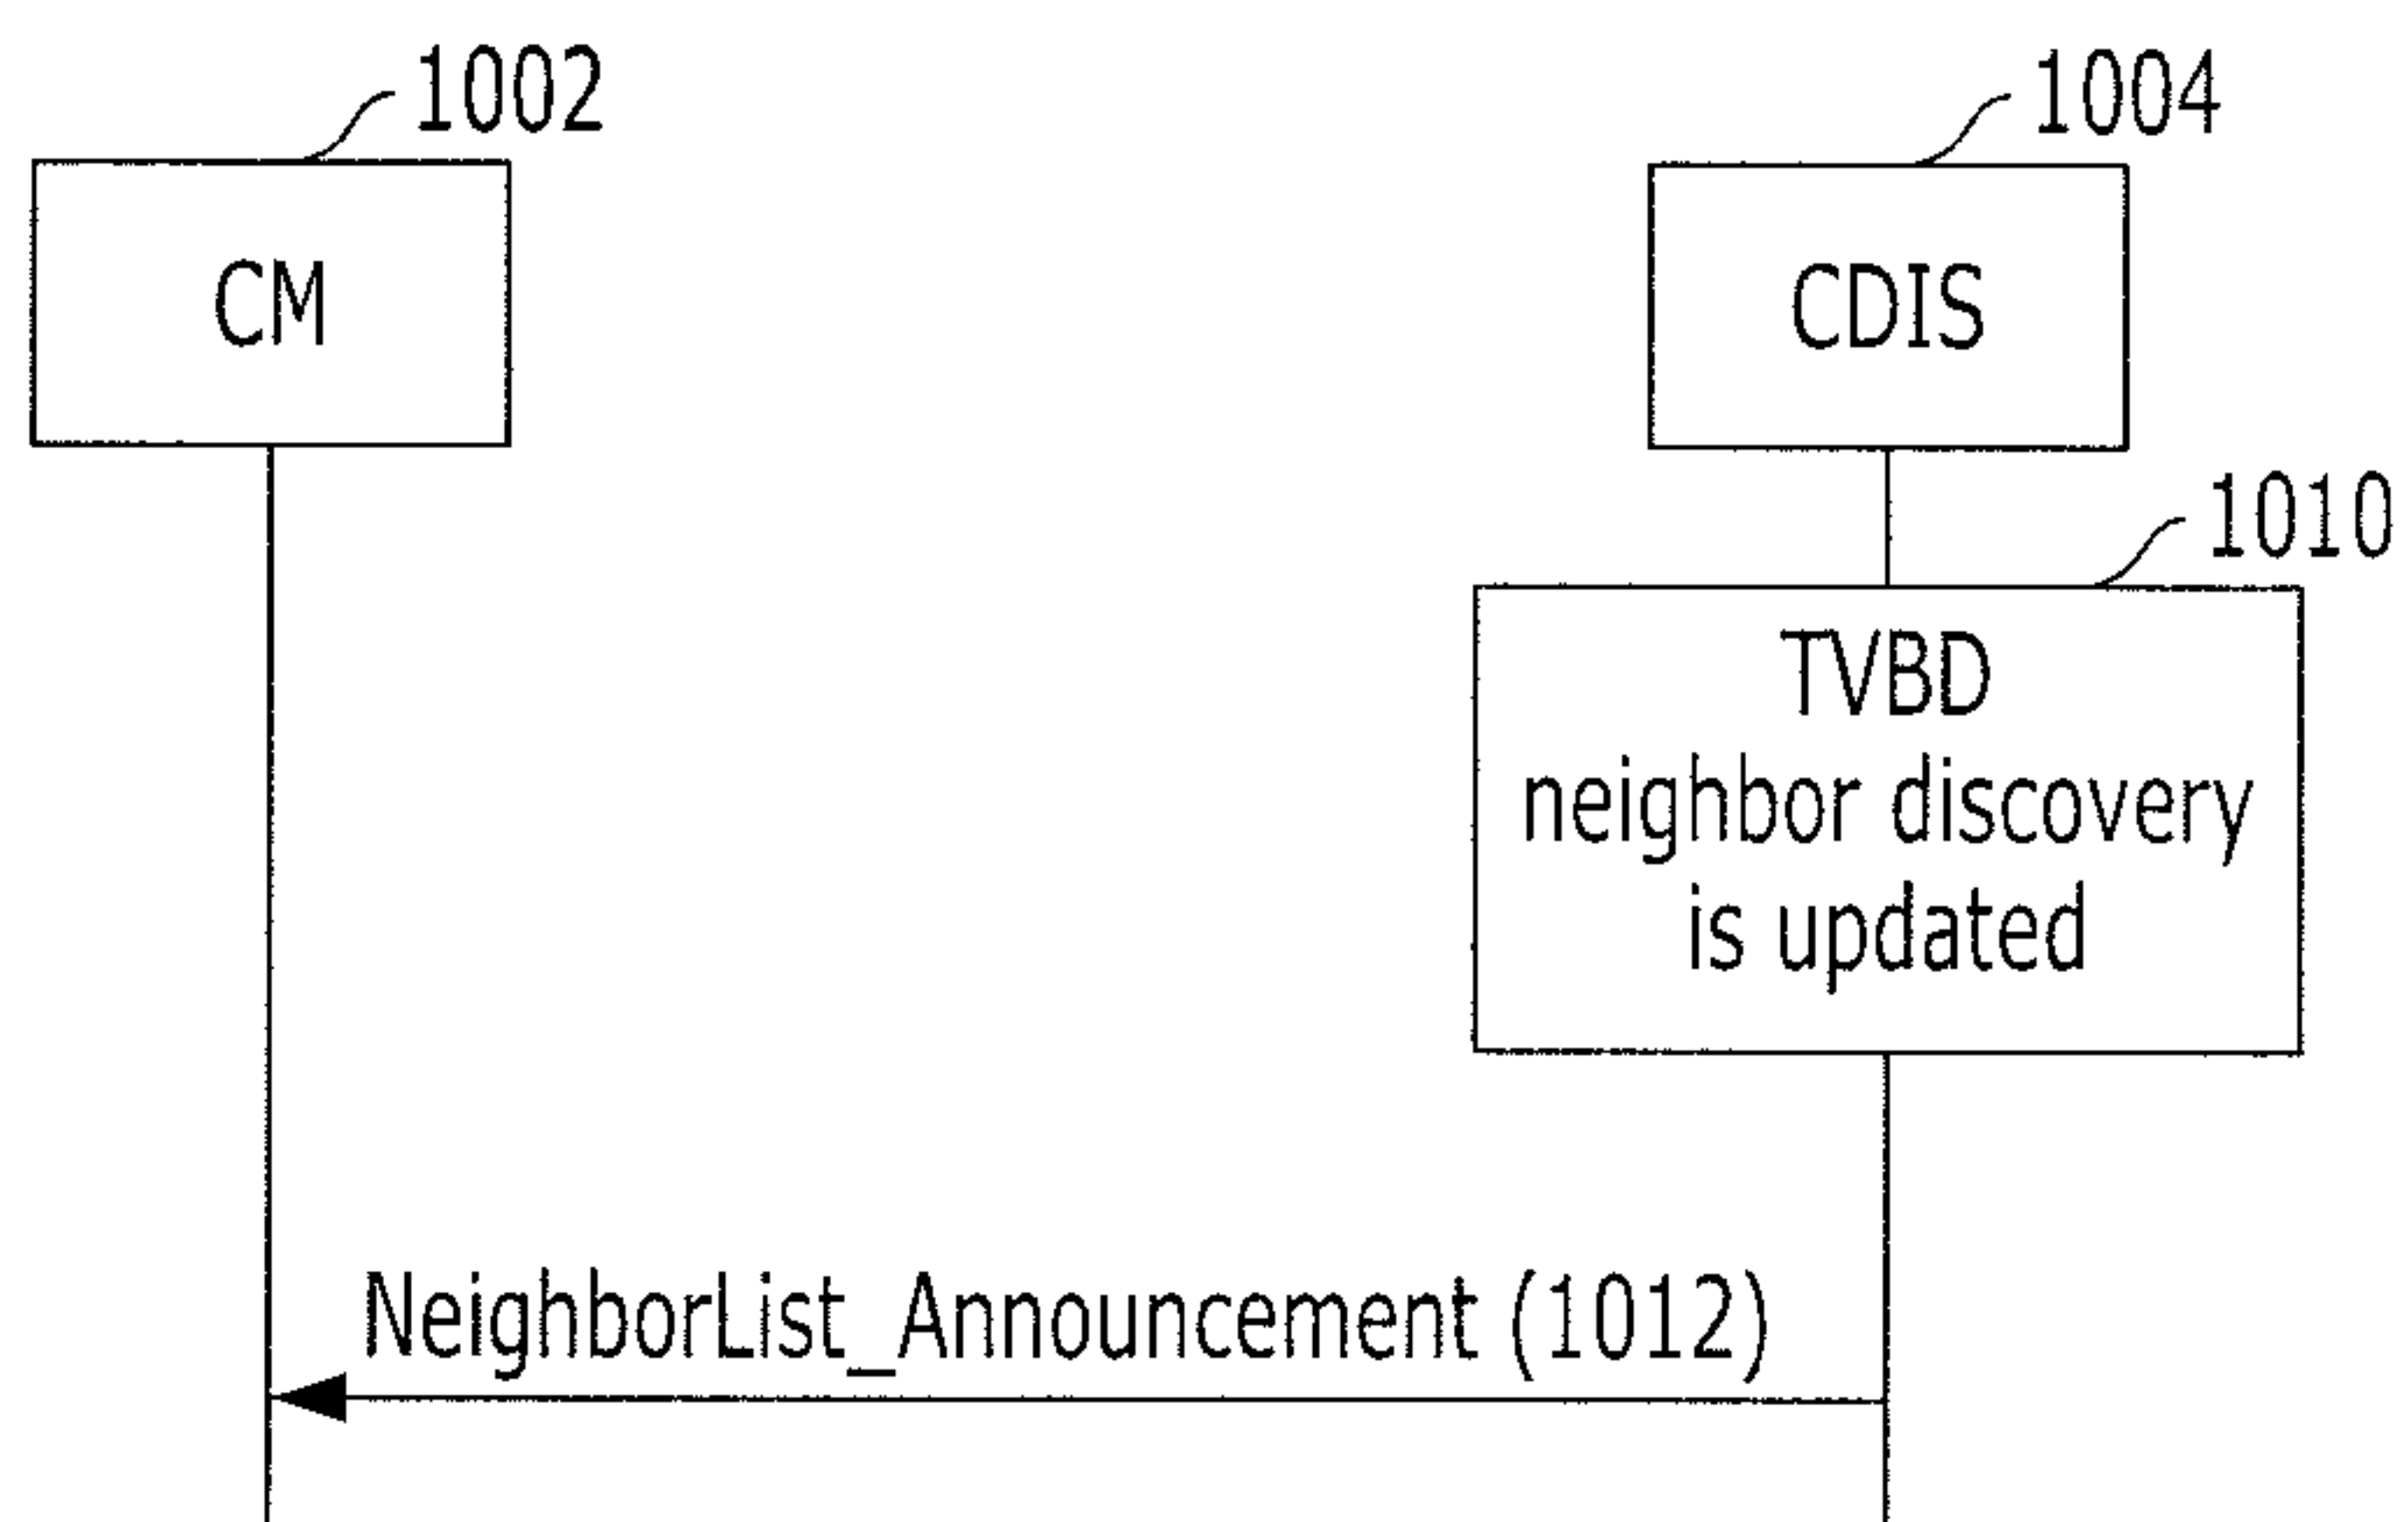 1002
1004
CM
CDIS
1010
TVBD
neighbor discovery
is updated
NeighborList_Announcement (1012)